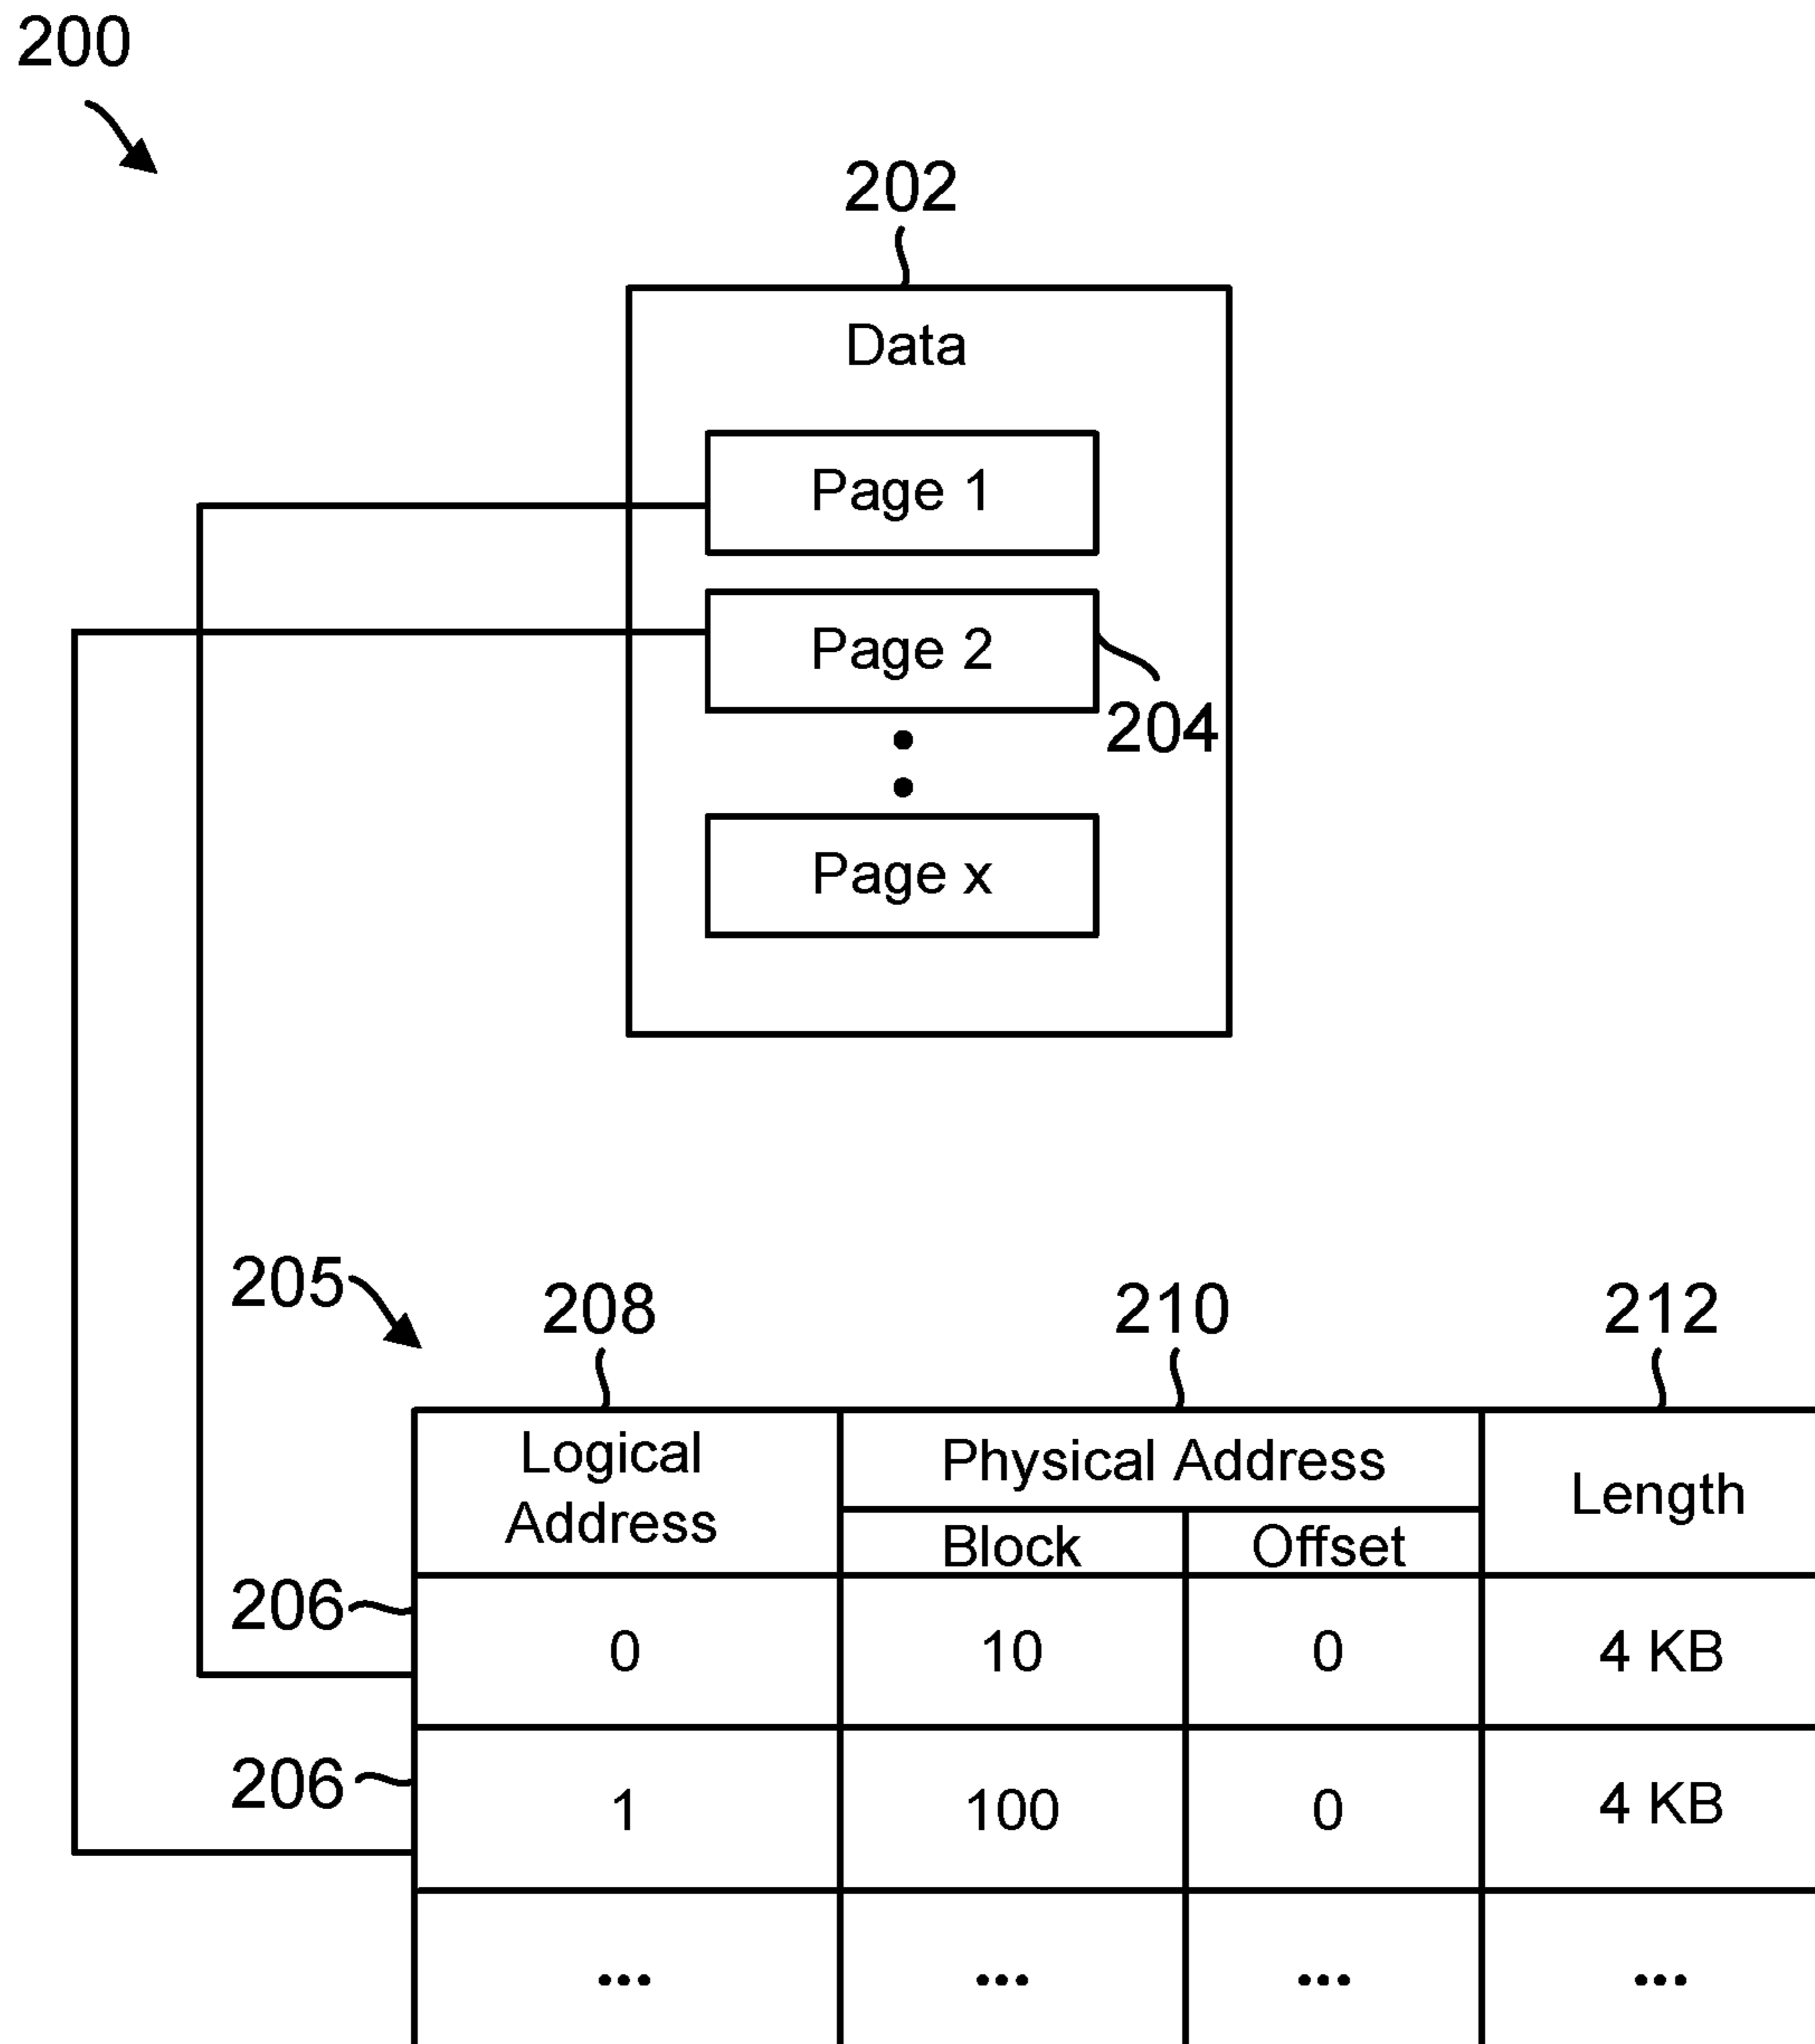 200
202
Data
Page 1
Page 2
204
Page x
205
208
210
212
Logical
Address
Physical Address
Length
Block
Offset
206
0
10
0
4 KB
206
1
100
0
4 KB
...
...
...
...